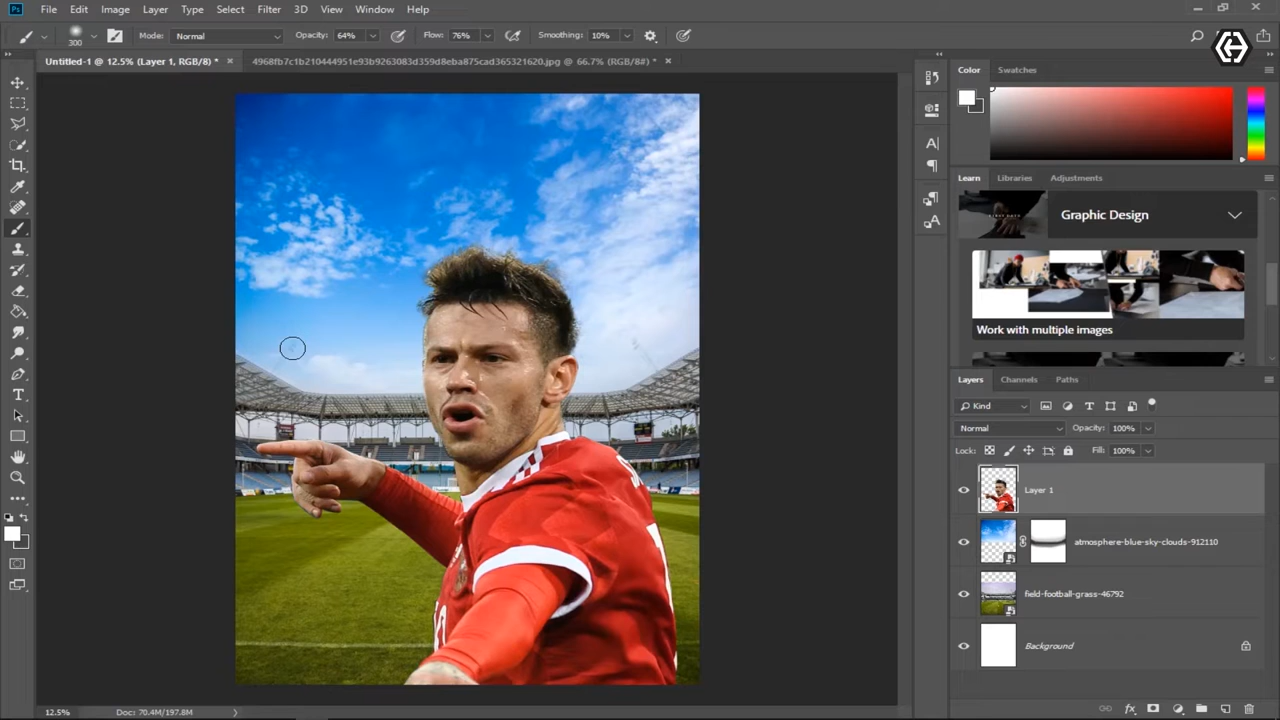 Ps File Edit Image Layer Type Select Filter 3D View Window Help
300 Mode: Normal Opacity: 64% Flow: 76% Smoothing: 10%
Untitled-1 @ 12.5% (Layer 1, RGB/8) * × 4968fb7c1b210444951e93b9263083d359d8eba875cad365321620.jpg @ 66.7% (RGB/8#) * ×
Color Swatches
Learn Libraries Adjustments
Graphic Design
Work with multiple images
Layers Channels Paths
Kind
Normal Opacity: 100%
Lock: Fill: 100%
Layer 1
atmosphere-blue-sky-clouds-912110
field-football-grass-46792
Background
12.5% Doc: 70.4M/197.8M